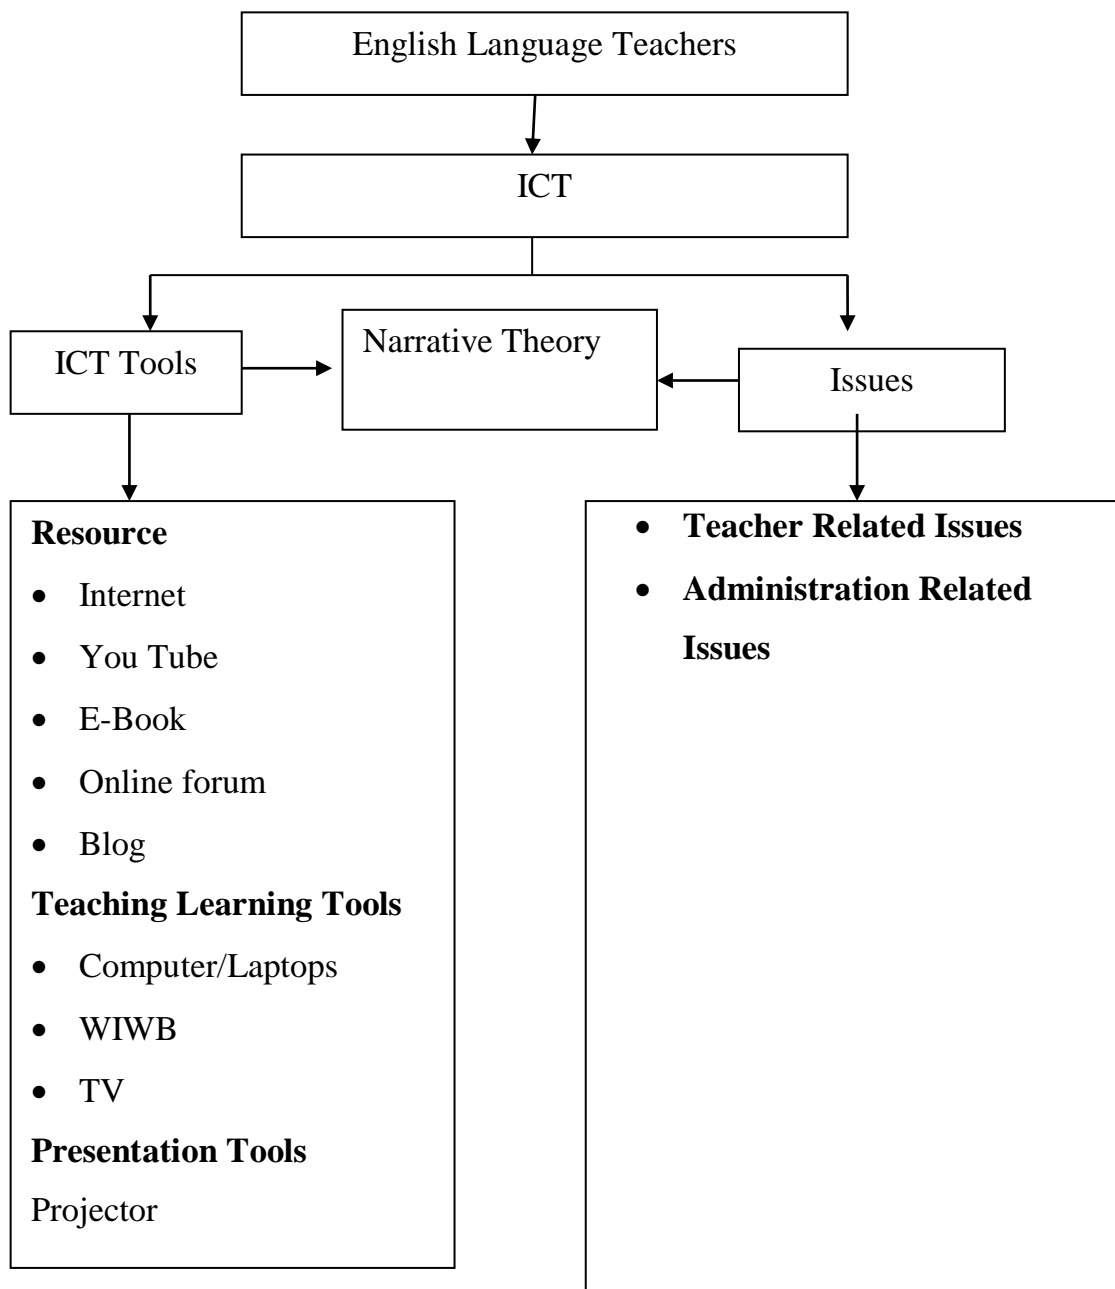 English Language Teachers
ICT
ICT Tools
Narrative Theory
Issues
Resource
• Internet
• You Tube
• E-Book
• Online forum
• Blog
Teaching Learning Tools
• Computer/Laptops
• WIWB
• TV
Presentation Tools
Projector
• Teacher Related Issues
• Administration Related
Issues